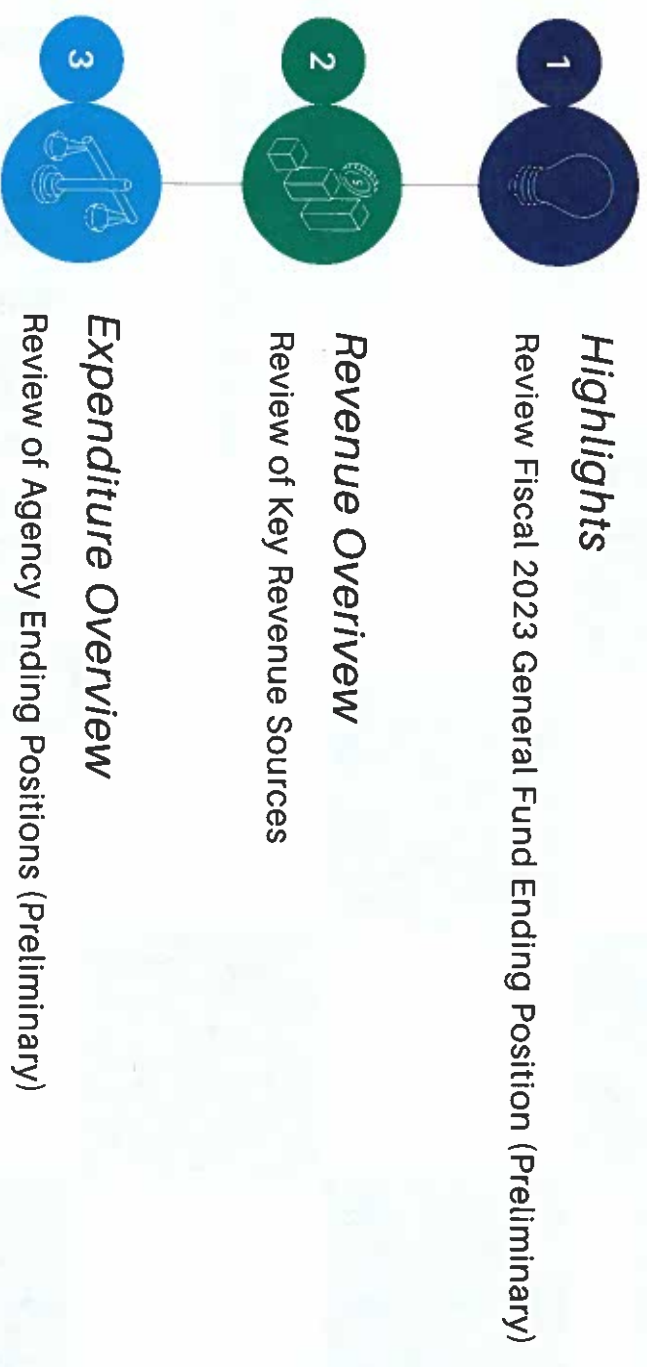 1
Highlights
Review Fiscal 2023 General Fund Ending Position (Preliminary)
2
Revenue Overivew
Review of Key Revenue Sources
3
Expenditure Overview
Review of Agency Ending Positions (Preliminary)